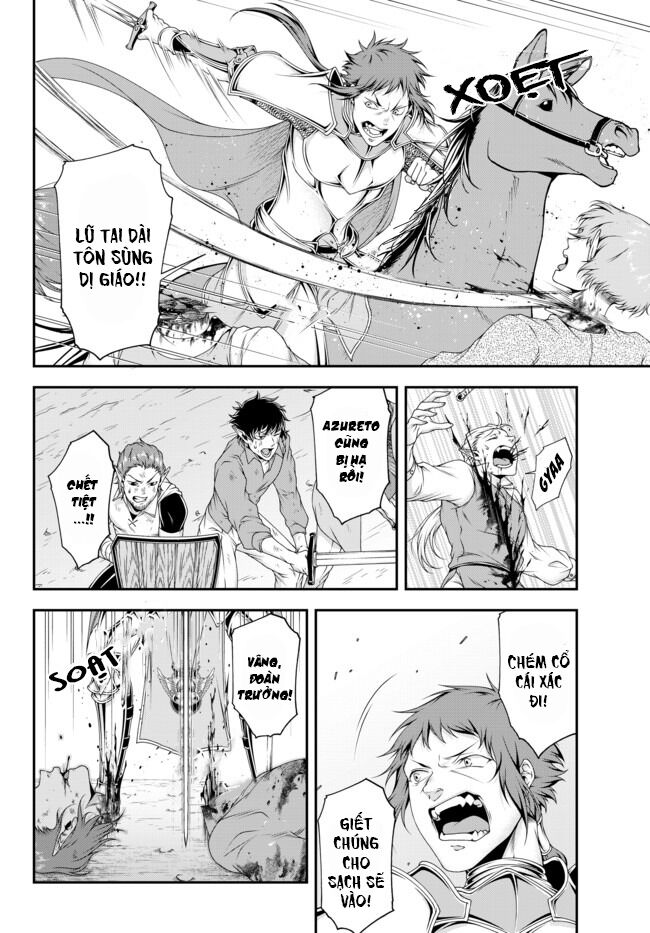 XOẸT
LŨ TAI DÀI
TÔN SÙNG
DỊ GIÁO!!
GYAA
AZURETO
CŨNG
BỊ HẠ
RỒI!
CHẾT
TIỆT
...!!
CHÉM CỔ
CÁI XÁC
ĐI!
GIẾT
CHÚNG
CHO
SẠCH SẼ
VÀO!
VÂNG,
ĐOÀN
TRƯỞNG!
SOẠT